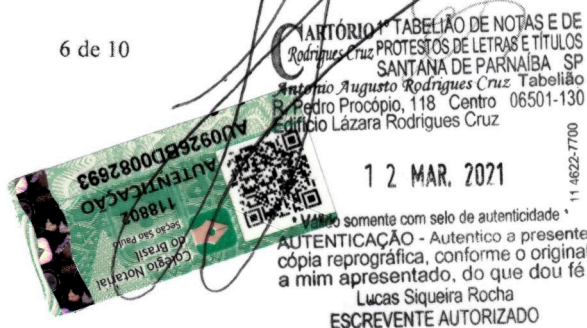 6 de 10
CARTÓRIO 1º TABELIÃO DE NOTAS E DE
Rodrigues Cruz PROTESTOS DE LETRAS E TÍTULOS
SANTANA DE PARNAÍBA SP
Antonio Augusto Rodrigues Cruz Tabelião
R. Pedro Procópio, 118 Centro 06501-130
Edifício Lázara Rodrigues Cruz
11 4622-7700
12 MAR. 2021
Válido somente com selo de autenticidade
AUTENTICAÇÃO - Autentico a presente
cópia reprográfica, conforme o original
a mim apresentado, do que dou fé
Lucas Siqueira Rocha
ESCREVENTE AUTORIZADO
Colégio Notarial
do Brasil
Seção São Paulo
118802
AUTENTICAÇÃO
AU0926BD0082693